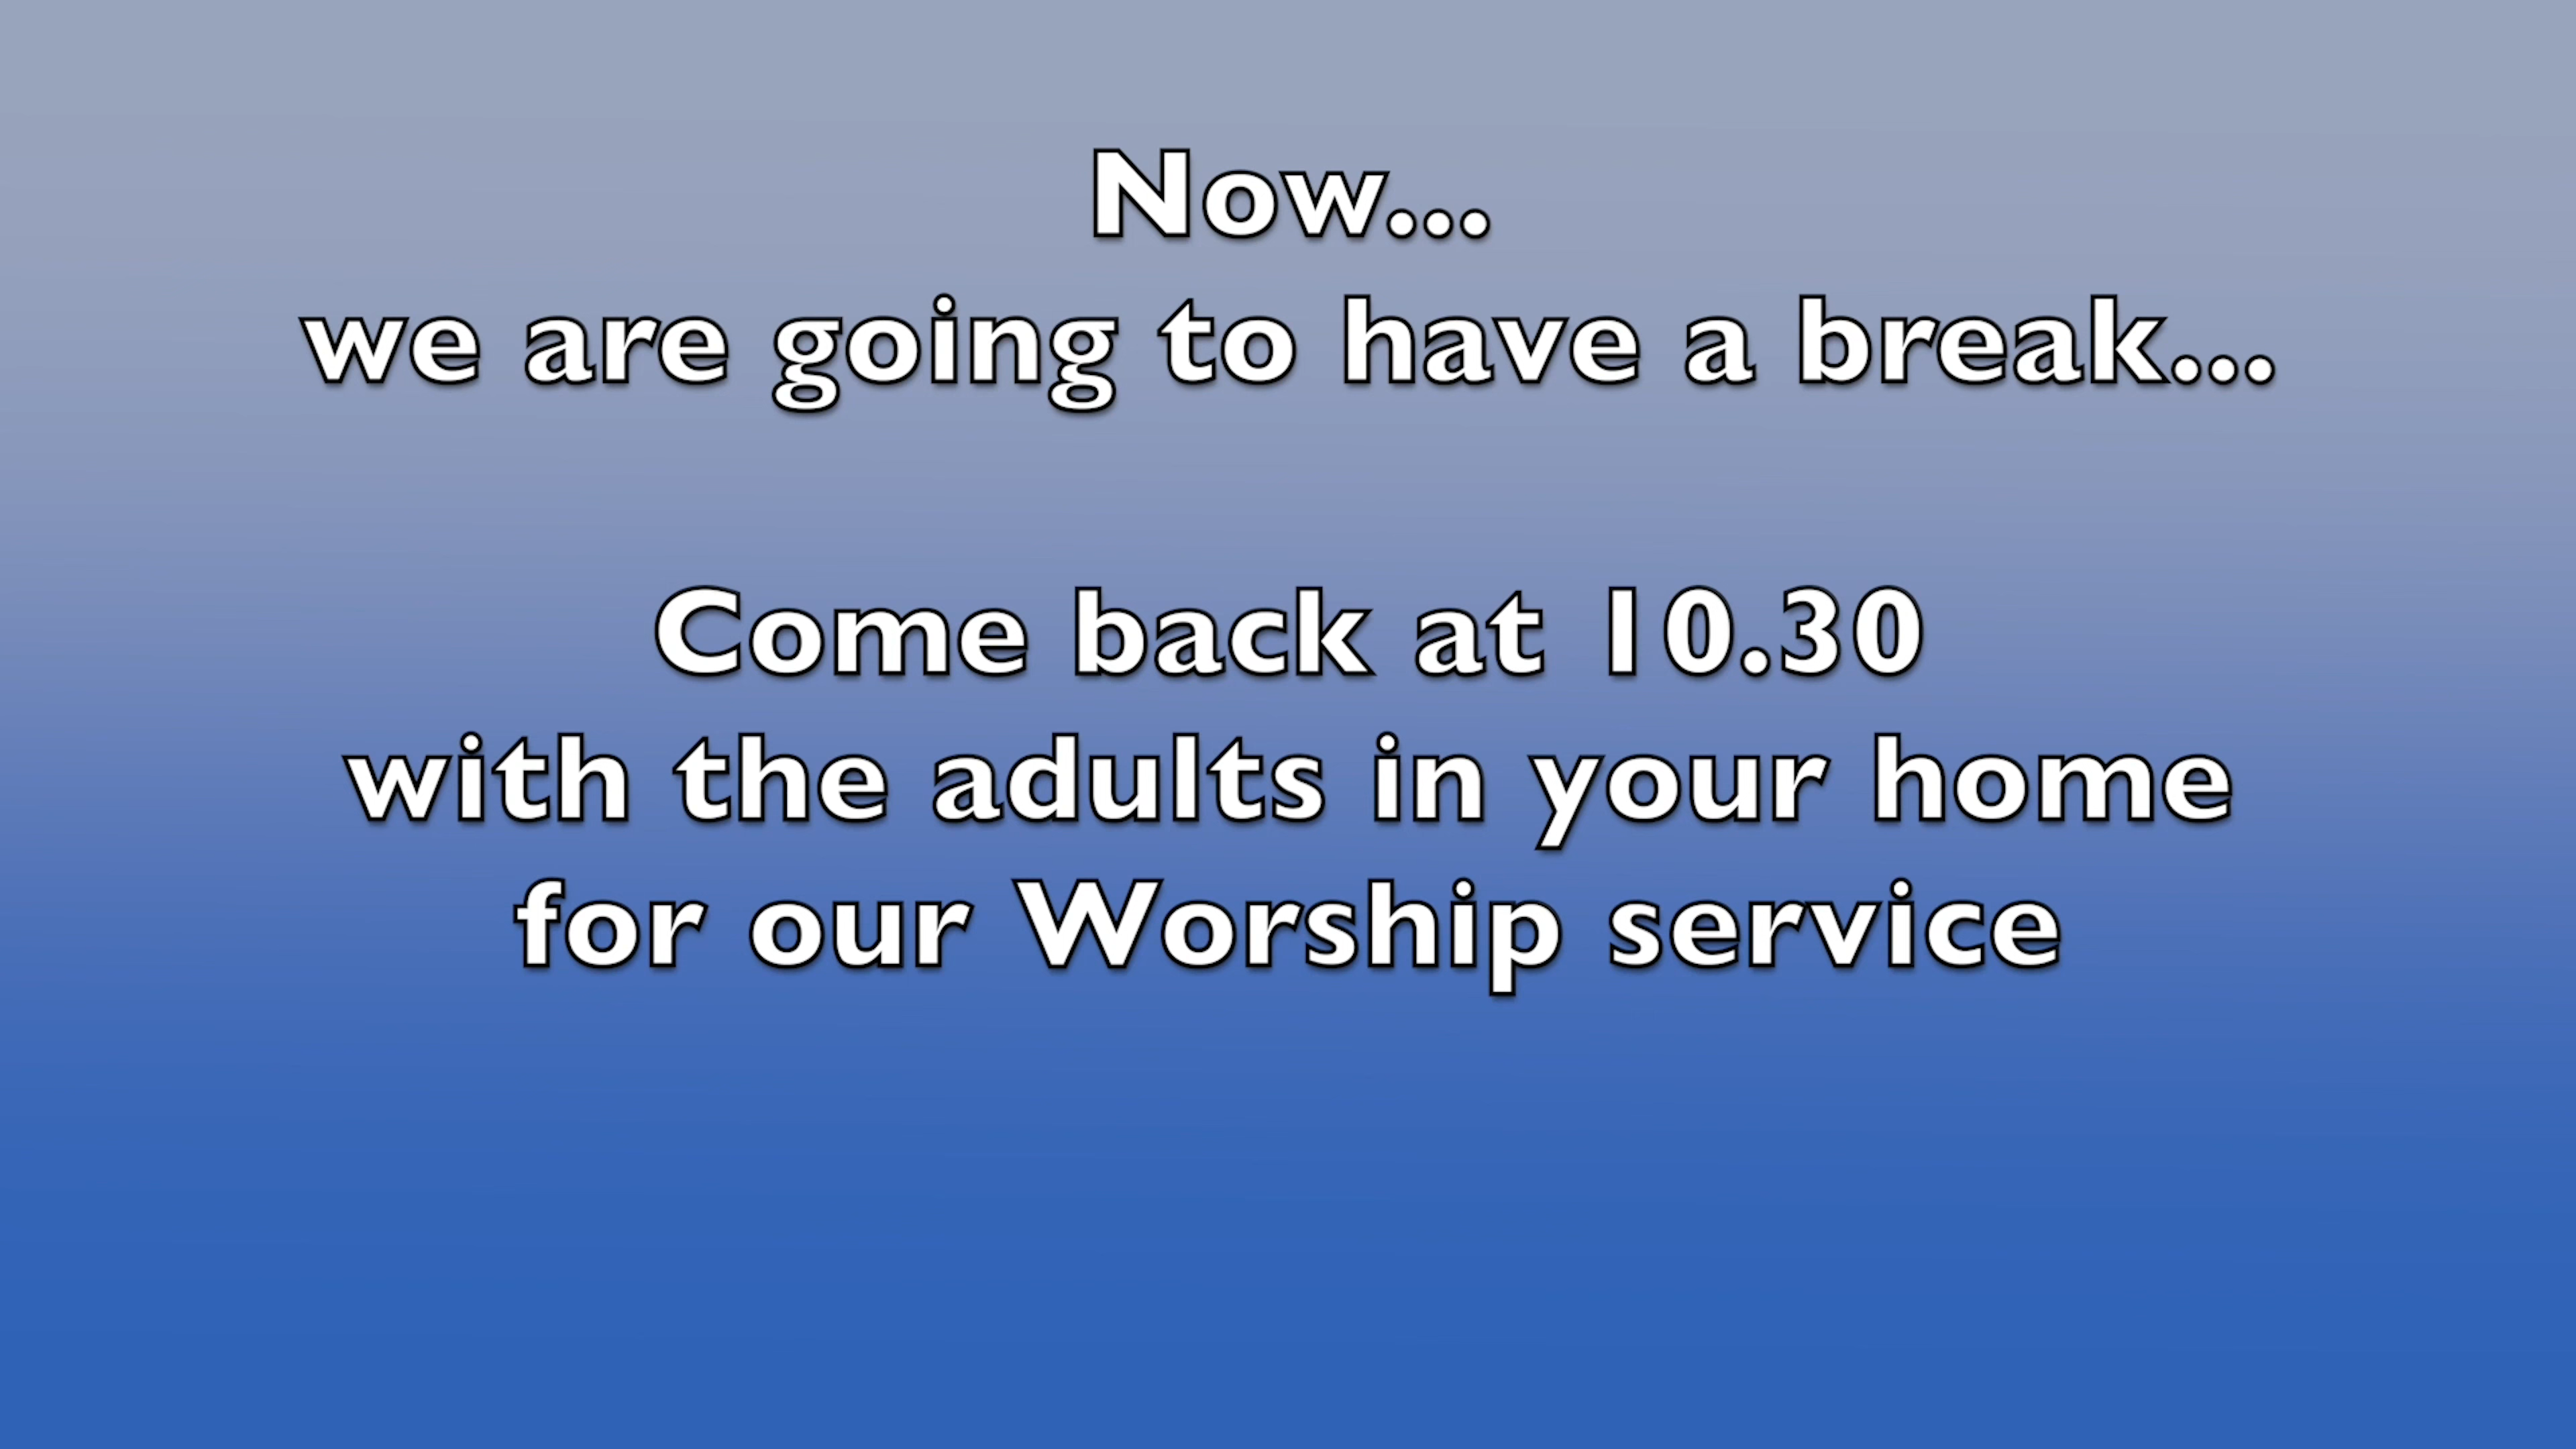 Now...
we are going to have a break...
Come back at 10.30
with the adults in your home
for our Worship service